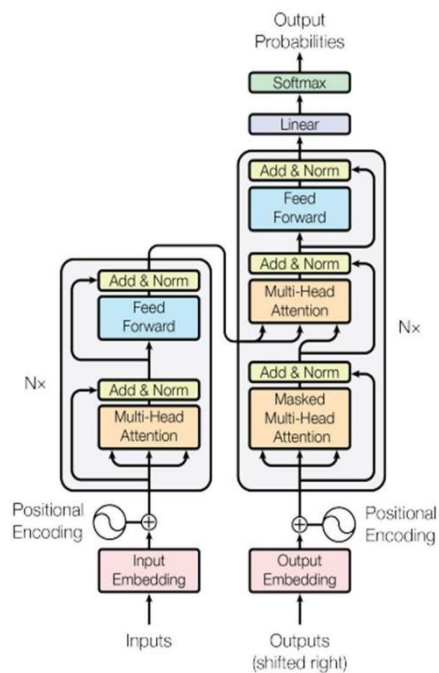 Output
Probabilities
Softmax
Linear
Add & Norm
Feed
Forward
Add & Norm
Multi-Head
Attention
Add & Norm
Masked
Multi-Head
Attention
Nx
Add & Norm
Feed
Forward
Add & Norm
Multi-Head
Attention
Nx
Positional
Encoding
Positional
Encoding
Input
Embedding
Output
Embedding
Inputs
Outputs
(shifted right)